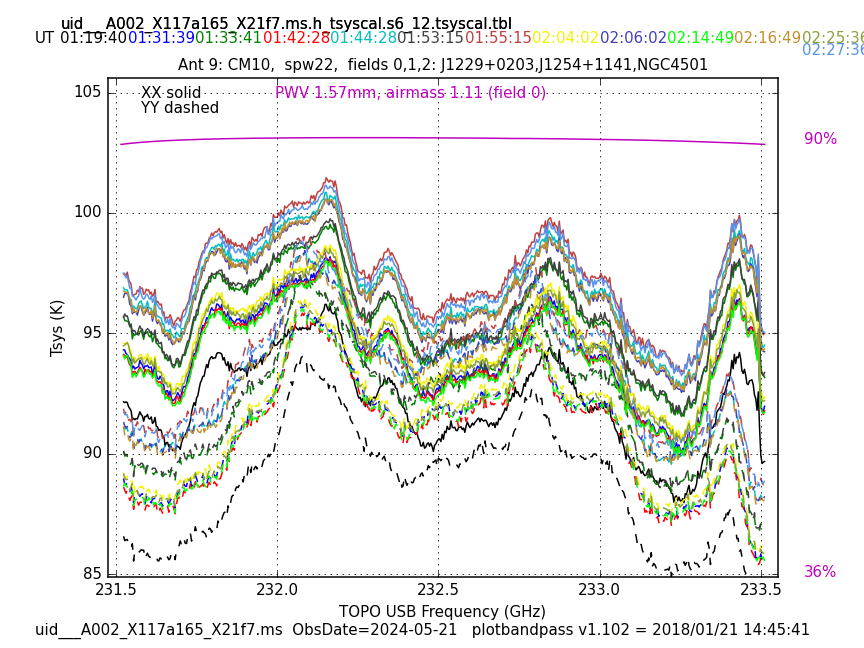 uid___A002_X117a165_X21f7.ms.h_tsyscal.s6_12.tsyscal.tbl
UT 01:19:40 01:31:39 01:33:41 01:42:28 01:44:28 01:53:15 01:55:15 02:04:02 02:06:02 02:14:49 02:16:49 02:25:36
02:27:36
Ant 9: CM10, spw22, fields 0,1,2: J1229+0203,J1254+1141,NGC4501
105
XX solid
PWV 1.57mm, airmass 1.11 (field 0)
YY dashed
90%
100
95
Tsys (K)
90
85
36%
231.5 232.0 232.5 233.0 233.5
TOPO USB Frequency (GHz)
uid___A002_X117a165_X21f7.ms ObsDate=2024-05-21 plotbandpass v1.102 = 2018/01/21 14:45:41